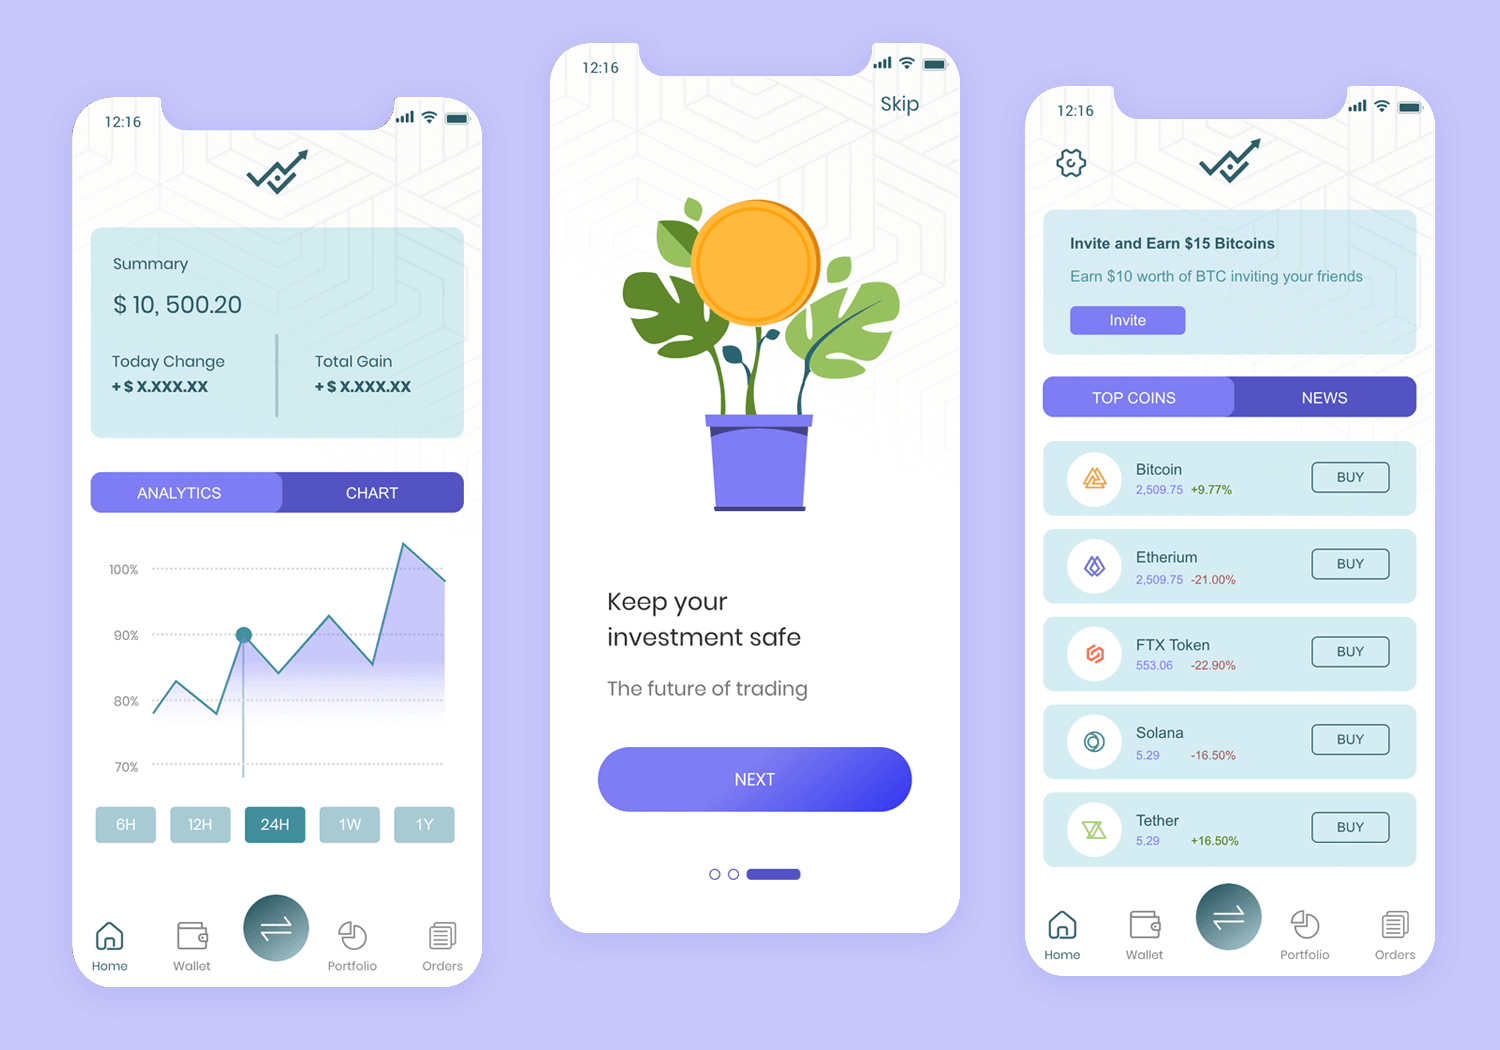 12:16
Summary
$ 10, 500.20
Today Change
+ $ X.XXX.XX
Total Gain
+ $ X.XXX.XX
ANALYTICS
CHART
100%
90%
80%
70%
6H
12H
24H
1W
1Y
Home
Wallet
Portfolio
Orders
12:16
Skip
Keep your
investment safe
The future of trading
NEXT
12:16
Invite and Earn $15 Bitcoins
Earn $10 worth of BTC inviting your friends
Invite
TOP COINS
NEWS
Bitcoin
2,509.75 +9.77%
BUY
Etherium
2,509.75 -21.00%
BUY
FTX Token
553.06 -22.90%
BUY
Solana
5.29 -16.50%
BUY
Tether
5.29 +16.50%
BUY
Home
Wallet
Portfolio
Orders